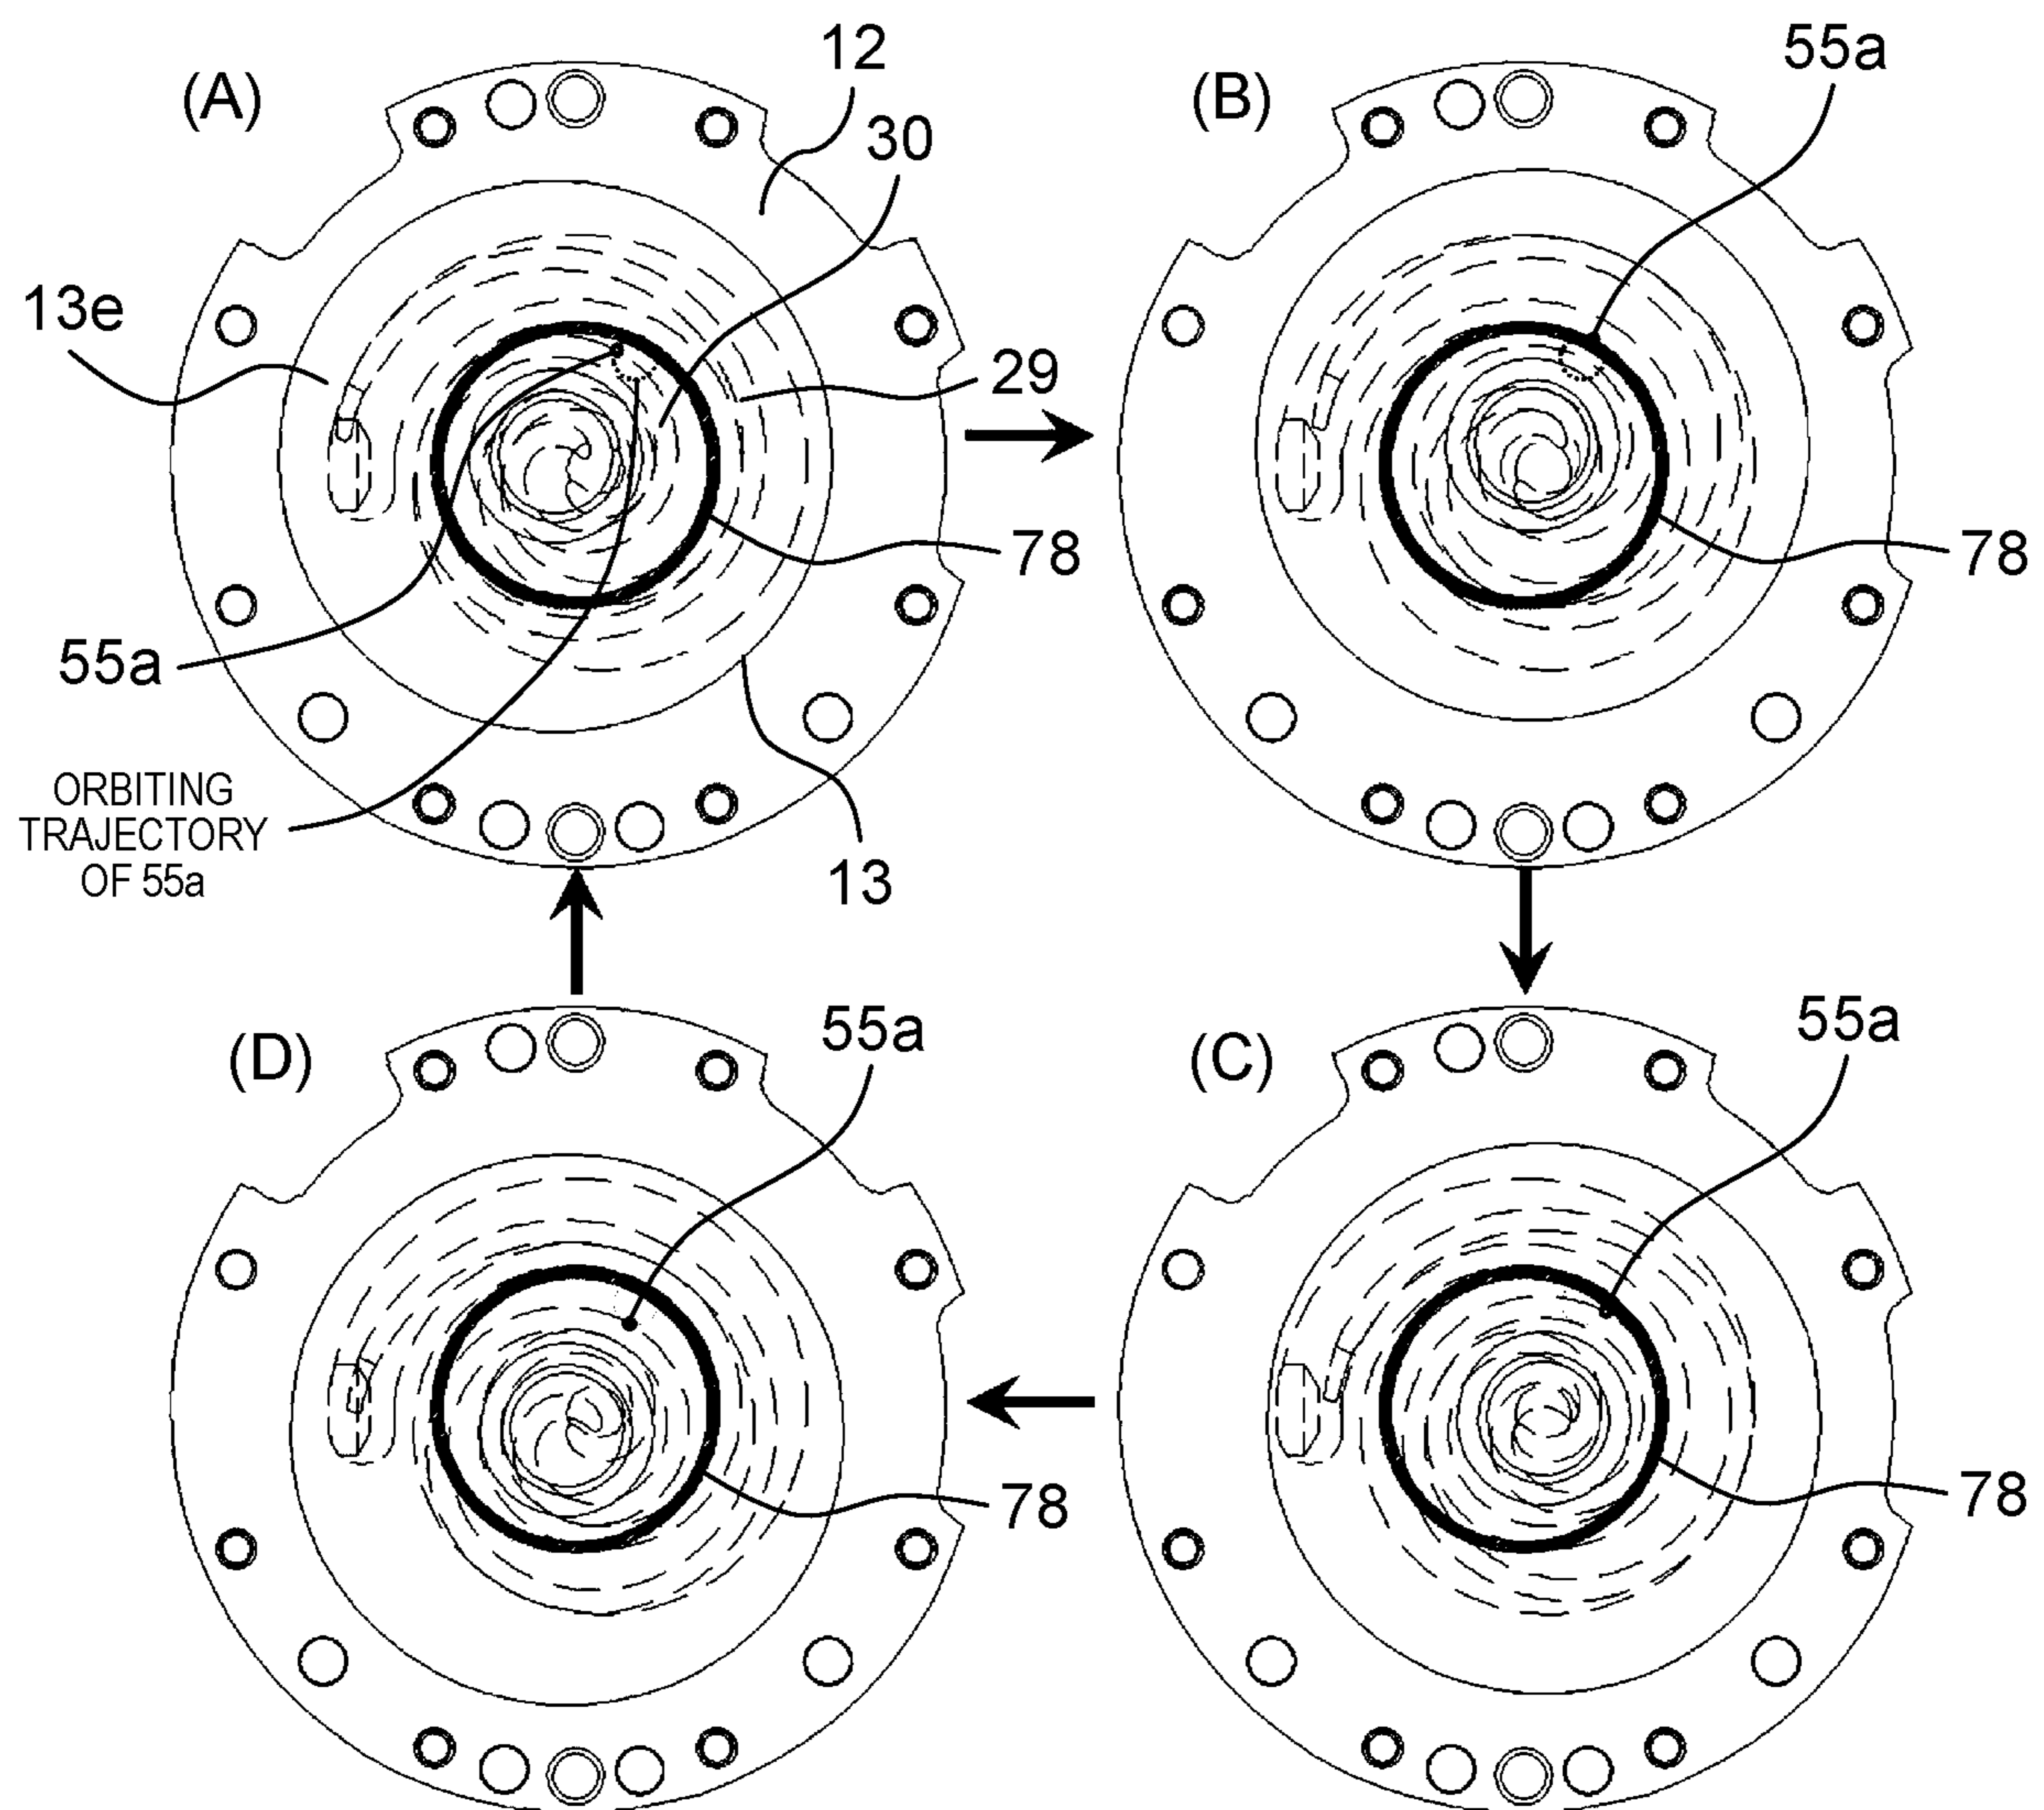 (A)
12
30
13e
29
78
55a
ORBITING
TRAJECTORY
OF 55a
13
(B)
55a
78
(D)
55a
78
(C)
55a
78